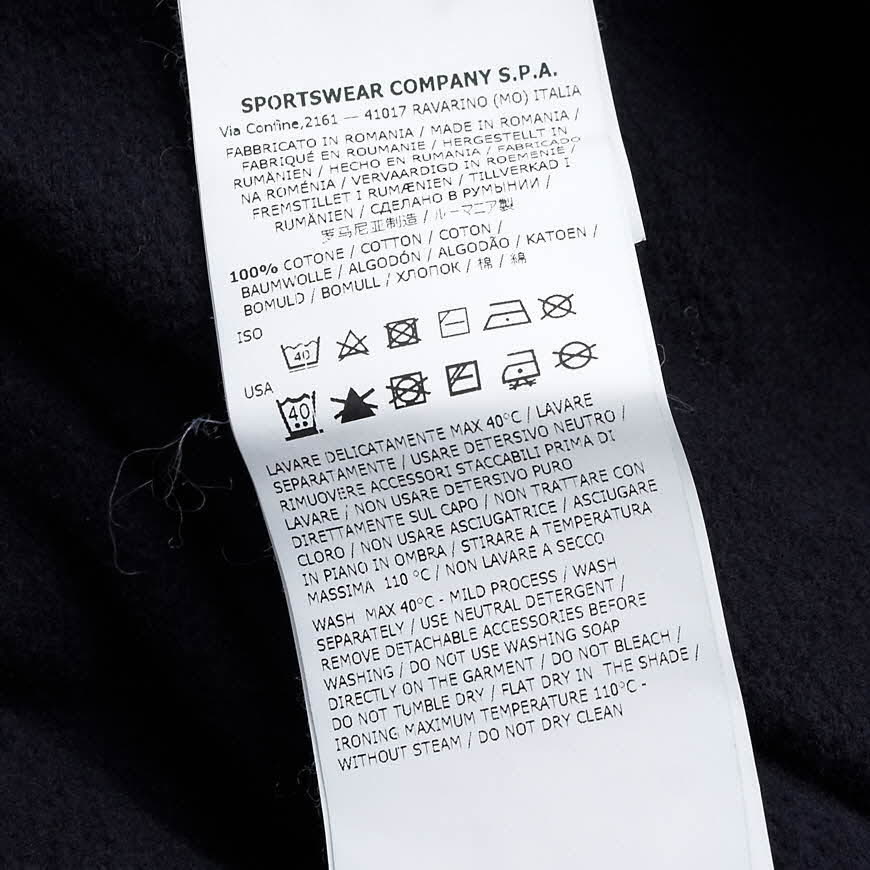 SPORTSWEAR COMPANY S.P.A.
Via Confine,2161 — 41017 RAVARINO (MO) ITALIA
FABBRICATO IN ROMANIA / MADE IN ROMANIA /
FABRIQUÉ EN ROUMANIE / HERGESTELLT IN
RUMÄNIEN / HECHO EN RUMANIA / FABRICADO
NA ROMÉNIA / VERVAARDIGD IN ROEMENIË /
FREMSTILLET I RUMÆNIEN / TILLVERKAD I
RUMÄNIEN / СДЕЛАНО В РУМЫНИИ /
罗马尼亚制造 / ルーマニア製
100% COTONE / COTTON / COTON /
BAUMWOLLE / ALGODÓN / ALGODÃO / KATOEN /
BOMULD / BOMULL / ХЛОПОК / 棉 / 綿
ISO
40
USA
40
LAVARE DELICATAMENTE MAX 40°C / LAVARE
SEPARATAMENTE / USARE DETERSIVO NEUTRO /
RIMUOVERE ACCESSORI STACCABILI PRIMA DI
LAVARE / NON USARE DETERSIVO PURO
DIRETTAMENTE SUL CAPO / NON TRATTARE CON
CLORO / NON USARE ASCIUGATRICE / ASCIUGARE
IN PIANO IN OMBRA / STIRARE A TEMPERATURA
MASSIMA 110 °C / NON LAVARE A SECCO
WASH MAX 40°C - MILD PROCESS / WASH
SEPARATELY / USE NEUTRAL DETERGENT /
REMOVE DETACHABLE ACCESSORIES BEFORE
WASHING / DO NOT USE WASHING SOAP
DIRECTLY ON THE GARMENT / DO NOT BLEACH /
DO NOT TUMBLE DRY / FLAT DRY IN THE SHADE /
IRONING MAXIMUM TEMPERATURE 110°C -
WITHOUT STEAM / DO NOT DRY CLEAN